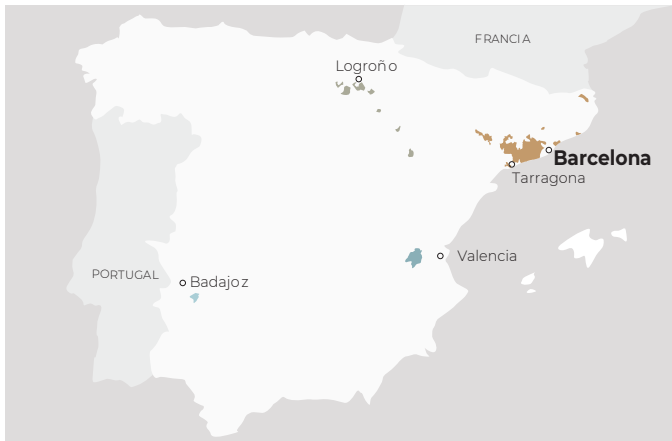 FRANCIA
Logroño
Barcelona
Tarragona
Valencia
PORTUGAL
Badajoz